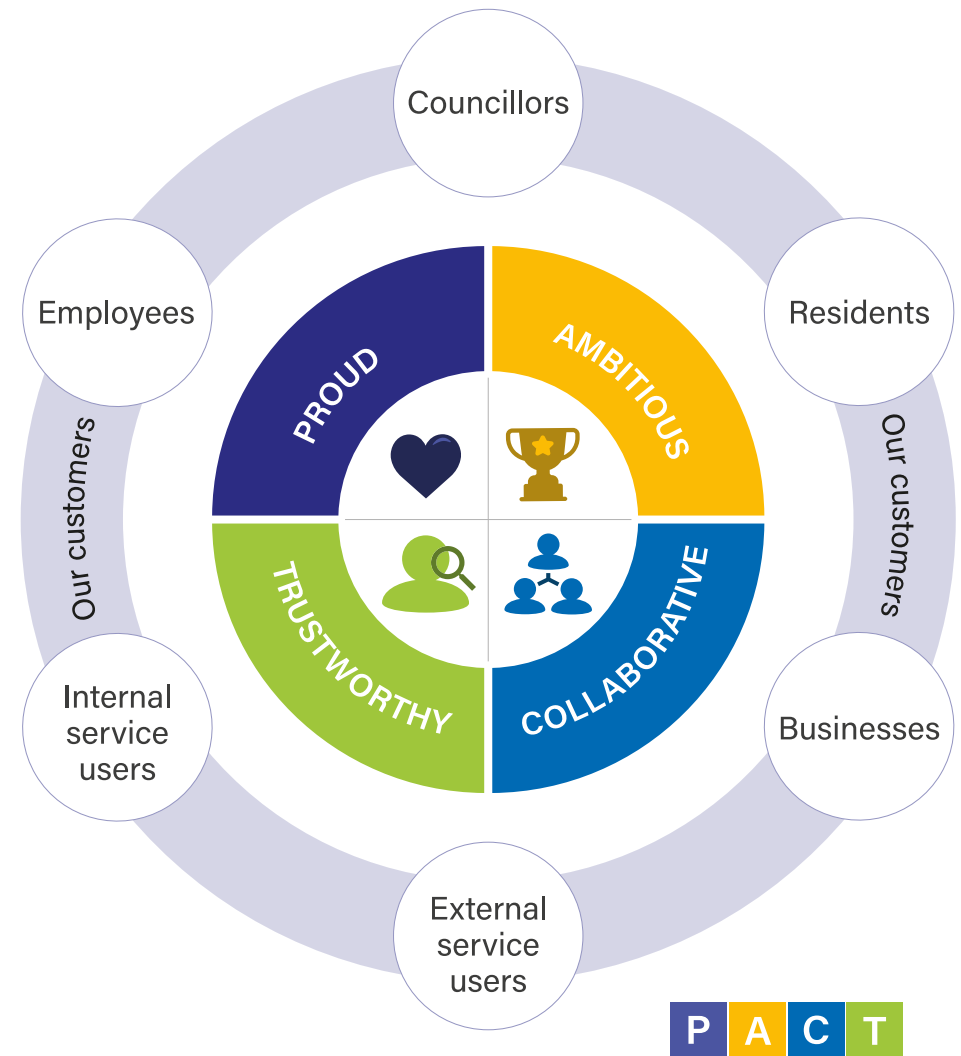 Councillors
Employees
Residents
PROUD
AMBITIOUS
Our customers
Our customers
TRUSTWORTHY
COLLABORATIVE
Internal
service
users
Businesses
External
service
users
P A C T